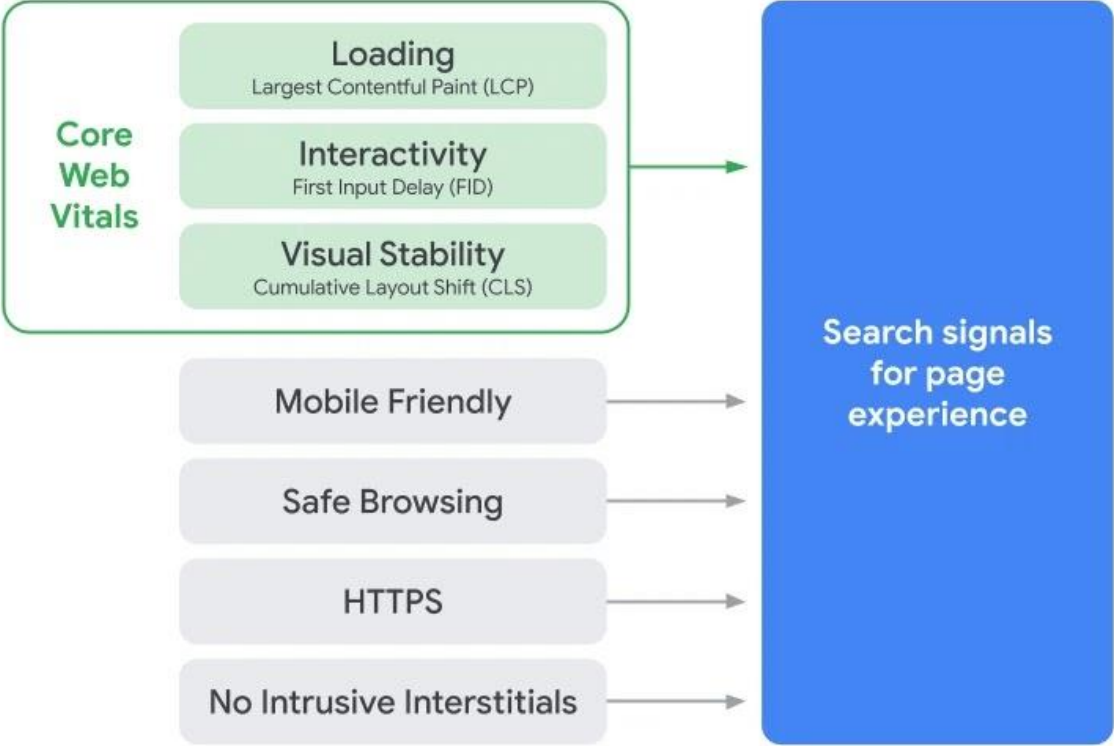 Core
Web
Vitals
Loading
Largest Contentful Paint (LCP)
Interactivity
First Input Delay (FID)
Visual Stability
Cumulative Layout Shift (CLS)
Mobile Friendly
Safe Browsing
HTTPS
No Intrusive Interstitials
Search signals
for page
experience